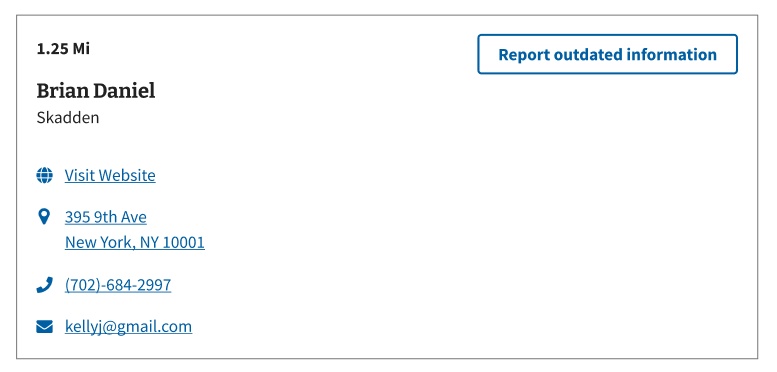 1.25 Mi
Report outdated information
Brian Daniel
Skadden
Visit Website
395 9th Ave
New York, NY 10001
(702)-684-2997
kellyj@gmail.com